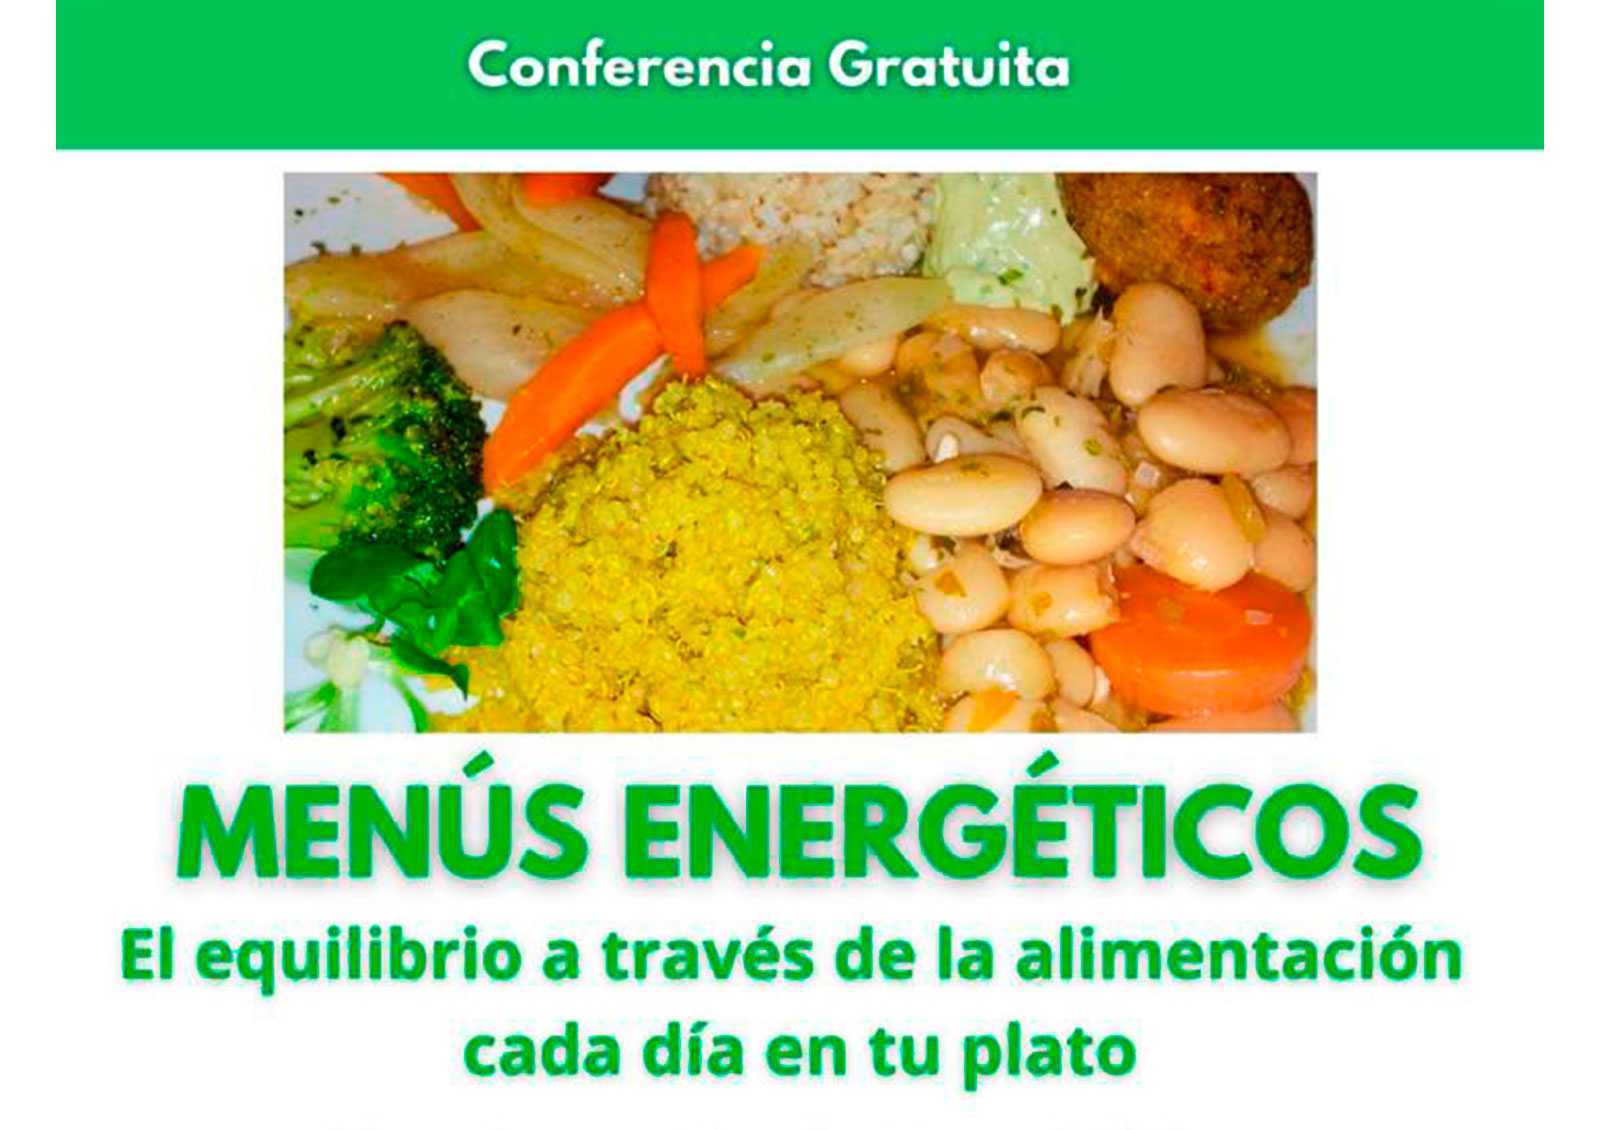 Conferencia Gratuita
MENÚS ENERGÉTICOS
El equilibrio a través de la alimentación
cada día en tu plato